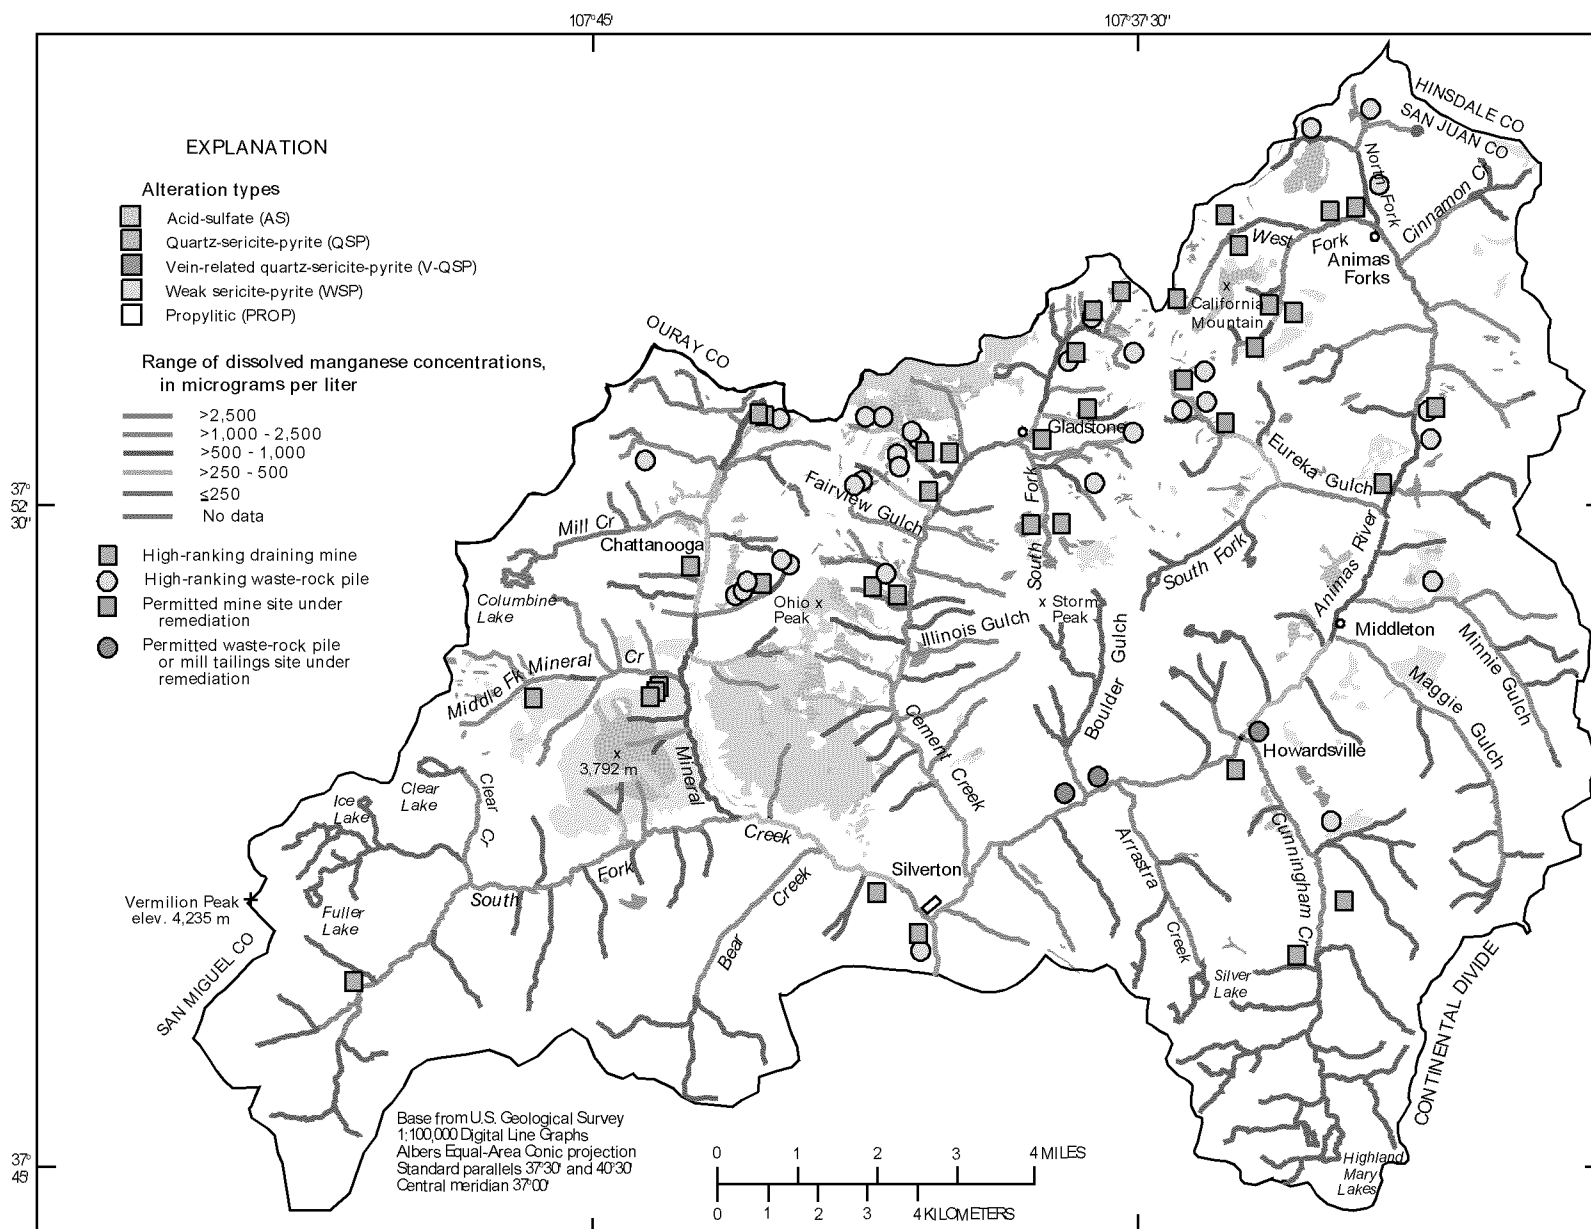 107°45'
107°37'30"
HINSDALE CO
SAN JUAN CO
EXPLANATION
Alteration types
Acid-sulfate (AS)
Quartz-sericite-pyrite (QSP)
Vein-related quartz-sericite-pyrite (V-QSP)
Weak sericite-pyrite (WSP)
Propylitic (PROP)
Range of dissolved manganese concentrations,
in micrograms per liter
>2,500
>1,000 - 2,500
>500 - 1,000
>250 - 500
≤250
No data
High-ranking draining mine
High-ranking waste-rock pile
Permitted mine site under
remediation
Permitted waste-rock pile
or mill tailings site under
remediation
North
Fork
Cinnamon Cr
West
Fork
Animas
Forks
x
California
Mountain
OURAY CO
Gladstone
Eureka Gulch
37°
52'
30"
Fairview Gulch
South Fork
Mill Cr
Chattanooga
South Fork
Animas River
Columbine
Lake
Ohio x
Peak
x Storm
Peak
Illinois Gulch
Boulder Gulch
Middleton
Minnie Gulch
Maggie Gulch
Middle Fk Mineral Cr
Cement Creek
Howardsville
x
3,792 m
Mineral
Clear
Lake
Clear Cr
Ice
Lake
Creek
Arrastra
Creek
Cunningham Cr
Silverton
Fork
South
Bear
Creek
Vermilion Peak
elev. 4,235 m
Fuller
Lake
SAN MIGUEL CO
Silver
Lake
CONTINENTAL DIVIDE
Base from U.S. Geological Survey
1:100,000 Digital Line Graphs
Albers Equal-Area Conic projection
Standard parallels 37°30' and 40°30'
Central meridian 37°00'
0 1 2 3 4 MILES
0 1 2 3 4 KILOMETERS
Highland
Mary
Lakes
37°
45'